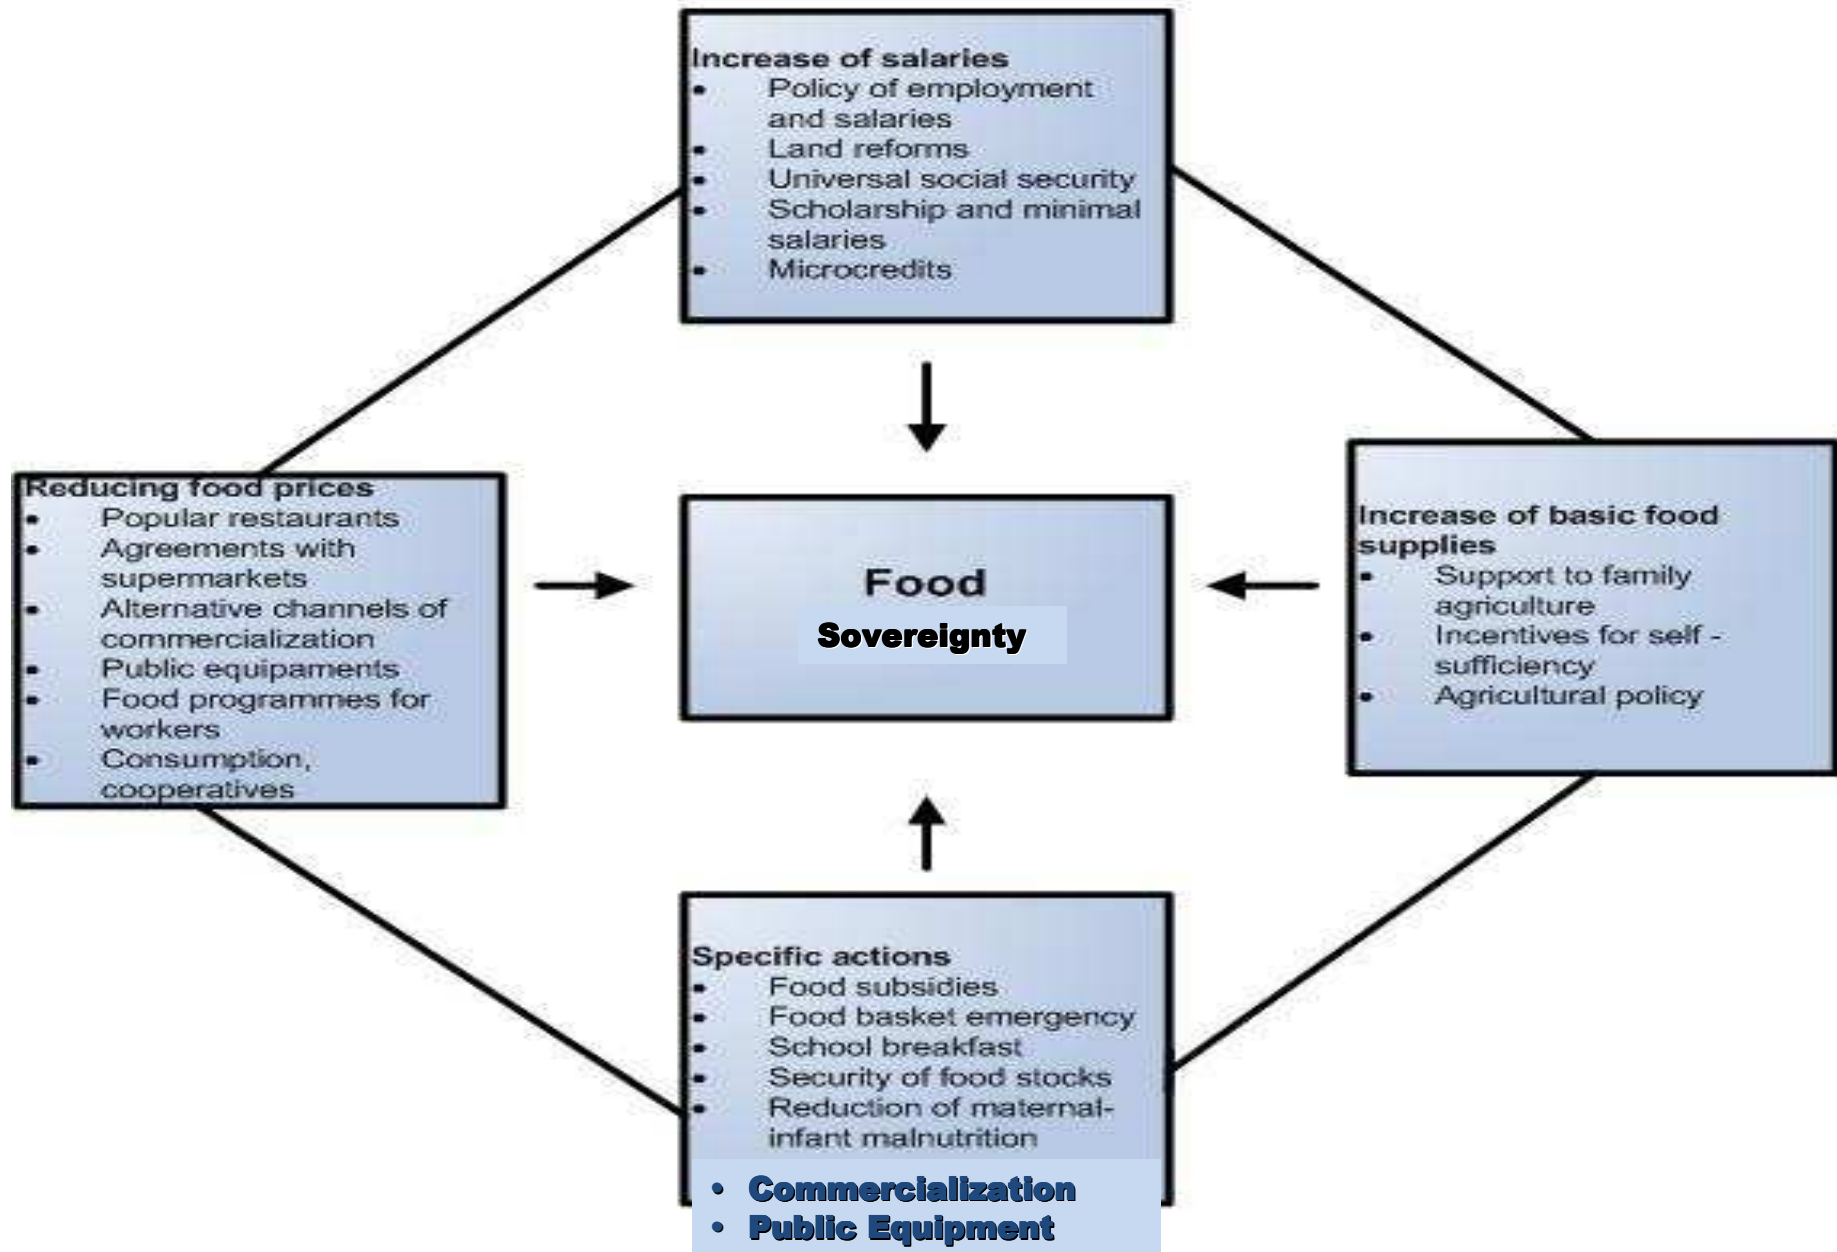 Increase of salaries
• Policy of employment
and salaries
• Land reforms
• Universal social security
• Scholarship and minimal
salaries
• Microcredits
Reducing food prices
• Popular restaurants
• Agreements with
supermarkets
• Alternative channels of
commercialization
• Public equipaments
• Food programmes for
workers
• Consumption,
cooperatives
Food
Sovereignty
Increase of basic food
supplies
• Support to family
agriculture
• Incentives for self -
sufficiency
• Agricultural policy
Specific actions
• Food subsidies
• Food basket emergency
• School breakfast
• Security of food stocks
• Reduction of maternal-
infant malnutrition
• Commercialization
• Public Equipment